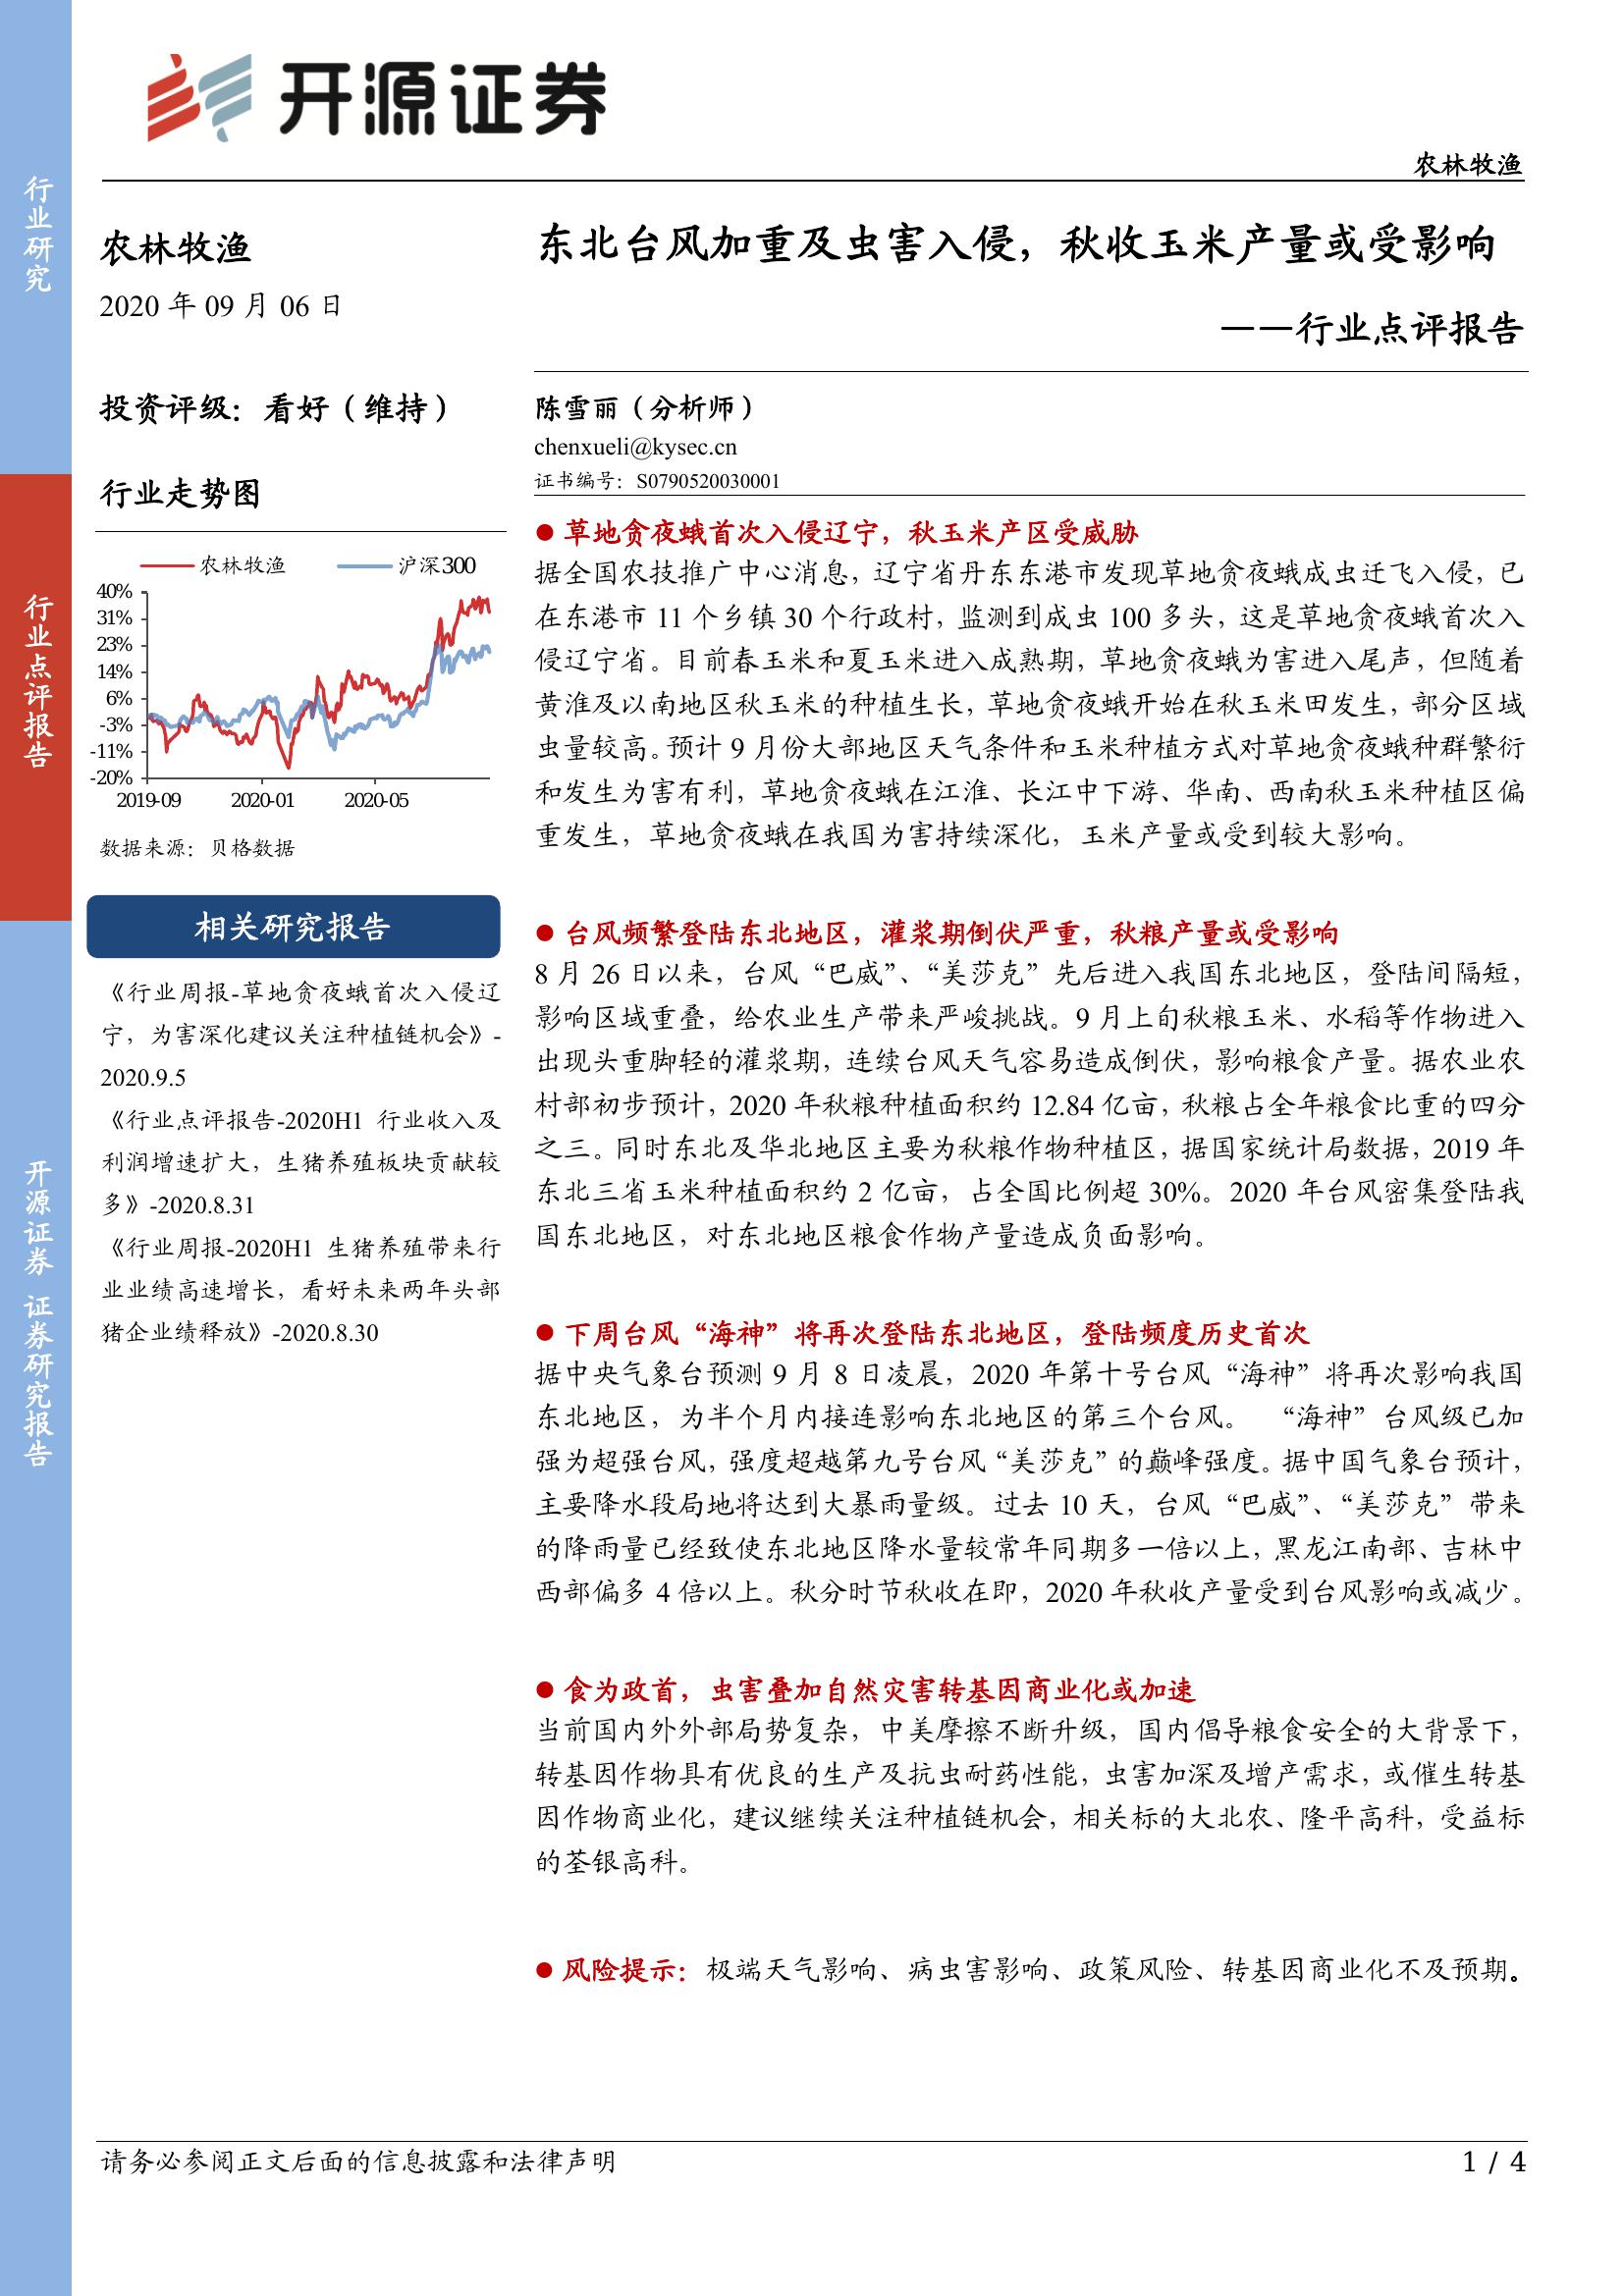 开源证券
农林牧渔
行业研究
行业点评报告
开源证券 证券研究报告
农林牧渔
2020 年 09 月 06 日
投资评级：看好（维持）
行业走势图
农林牧渔 沪深300
40%
31%
23%
14%
6%
-3%
-11%
-20%
2019-09 2020-01 2020-05
数据来源：贝格数据
相关研究报告
《行业周报-草地贪夜蛾首次入侵辽
宁，为害深化建议关注种植链机会》-
2020.9.5
《行业点评报告-2020H1 行业收入及
利润增速扩大，生猪养殖板块贡献较
多》-2020.8.31
《行业周报-2020H1 生猪养殖带来行
业业绩高速增长，看好未来两年头部
猪企业绩释放》-2020.8.30
东北台风加重及虫害入侵，秋收玉米产量或受影响
——行业点评报告
陈雪丽（分析师）
chenxueli@kysec.cn
证书编号：S0790520030001
● 草地贪夜蛾首次入侵辽宁，秋玉米产区受威胁
据全国农技推广中心消息，辽宁省丹东东港市发现草地贪夜蛾成虫迁飞入侵，已
在东港市 11 个乡镇 30 个行政村，监测到成虫 100 多头，这是草地贪夜蛾首次入
侵辽宁省。目前春玉米和夏玉米进入成熟期，草地贪夜蛾为害进入尾声，但随着
黄淮及以南地区秋玉米的种植生长，草地贪夜蛾开始在秋玉米田发生，部分区域
虫量较高。预计 9 月份大部地区天气条件和玉米种植方式对草地贪夜蛾种群繁衍
和发生为害有利，草地贪夜蛾在江淮、长江中下游、华南、西南秋玉米种植区偏
重发生，草地贪夜蛾在我国为害持续深化，玉米产量或受到较大影响。
● 台风频繁登陆东北地区，灌浆期倒伏严重，秋粮产量或受影响
8 月 26 日以来，台风“巴威”、“美莎克”先后进入我国东北地区，登陆间隔短，
影响区域重叠，给农业生产带来严峻挑战。9 月上旬秋粮玉米、水稻等作物进入
出现头重脚轻的灌浆期，连续台风天气容易造成倒伏，影响粮食产量。据农业农
村部初步预计，2020 年秋粮种植面积约 12.84 亿亩，秋粮占全年粮食比重的四分
之三。同时东北及华北地区主要为秋粮作物种植区，据国家统计局数据，2019 年
东北三省玉米种植面积约 2 亿亩，占全国比例超 30%。2020 年台风密集登陆我
国东北地区，对东北地区粮食作物产量造成负面影响。
● 下周台风“海神”将再次登陆东北地区，登陆频度历史首次
据中央气象台预测 9 月 8 日凌晨，2020 年第十号台风“海神”将再次影响我国
东北地区，为半个月内接连影响东北地区的第三个台风。 “海神”台风级已加
强为超强台风，强度超越第九号台风“美莎克”的巅峰强度。据中国气象台预计，
主要降水段局地将达到大暴雨量级。过去 10 天，台风“巴威”、“美莎克”带来
的降雨量已经致使东北地区降水量较常年同期多一倍以上，黑龙江南部、吉林中
西部偏多 4 倍以上。秋分时节秋收在即，2020 年秋收产量受到台风影响或减少。
● 食为政首，虫害叠加自然灾害转基因商业化或加速
当前国内外外部局势复杂，中美摩擦不断升级，国内倡导粮食安全的大背景下，
转基因作物具有优良的生产及抗虫耐药性能，虫害加深及增产需求，或催生转基
因作物商业化，建议继续关注种植链机会，相关标的大北农、隆平高科，受益标
的荃银高科。
● 风险提示：极端天气影响、病虫害影响、政策风险、转基因商业化不及预期。
请务必参阅正文后面的信息披露和法律声明
1 / 4